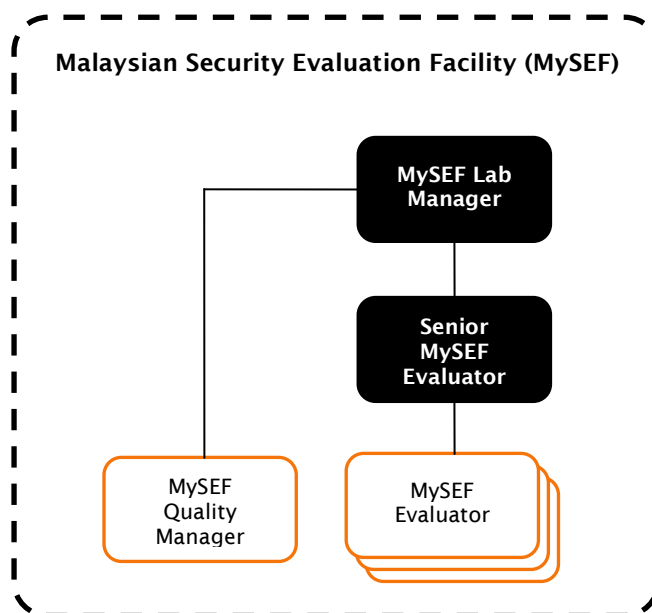 Malaysian Security Evaluation Facility (MySEF)
MySEF Lab
Manager
Senior
MySEF
Evaluator
MySEF
Quality
Manager
MySEF
Evaluator